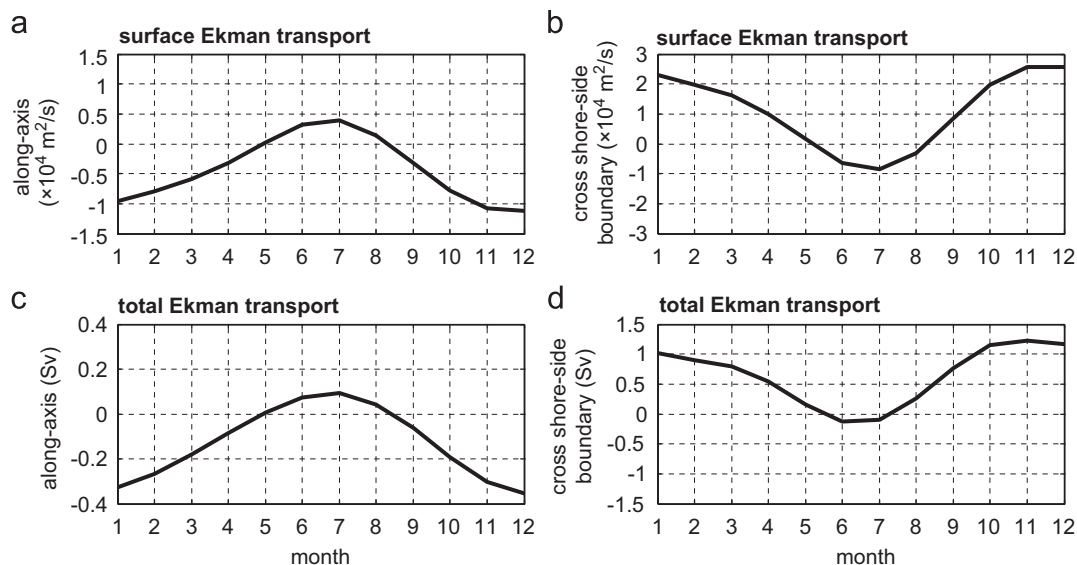 a
surface Ekman transport
along-axis
(×10⁴ m²/s)
1.5
1
0.5
0
-0.5
-1
-1.5
1 2 3 4 5 6 7 8 9 10 11 12
b
surface Ekman transport
cross shore-side
boundary (×10⁴ m²/s)
3
2
1
0
-1
-2
-3
1 2 3 4 5 6 7 8 9 10 11 12
c
total Ekman transport
along-axis (Sv)
0.4
0.2
0
-0.2
-0.4
1 2 3 4 5 6 7 8 9 10 11 12
month
d
total Ekman transport
cross shore-side
boundary (Sv)
1.5
1
0.5
0
-0.5
-1
-1.5
1 2 3 4 5 6 7 8 9 10 11 12
month